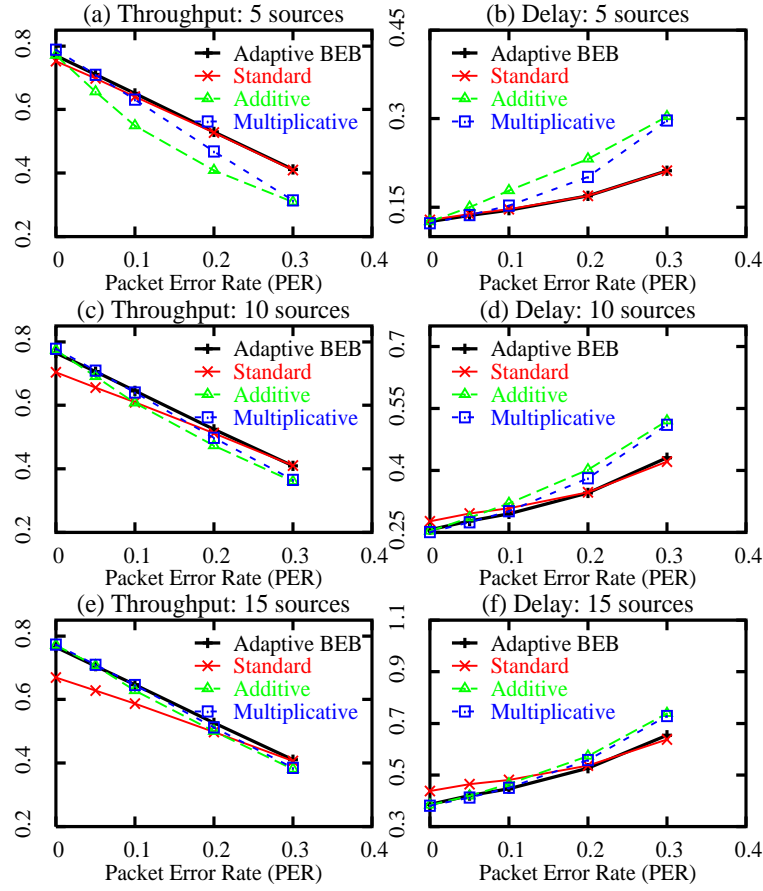 (a) Throughput: 5 sources
0.8
0.6
0.4
0.2
Adaptive BEB
Standard
Additive
Multiplicative
0 0.1 0.2 0.3 0.4
Packet Error Rate (PER)
(b) Delay: 5 sources
0.45
0.3
0.15
Adaptive BEB
Standard
Additive
Multiplicative
0 0.1 0.2 0.3 0.4
Packet Error Rate (PER)
(c) Throughput: 10 sources
0.8
0.6
0.4
0.2
Adaptive BEB
Standard
Additive
Multiplicative
0 0.1 0.2 0.3 0.4
Packet Error Rate (PER)
(d) Delay: 10 sources
0.7
0.55
0.4
0.25
Adaptive BEB
Standard
Additive
Multiplicative
0 0.1 0.2 0.3 0.4
Packet Error Rate (PER)
(e) Throughput: 15 sources
0.8
0.6
0.4
0.2
Adaptive BEB
Standard
Additive
Multiplicative
0 0.1 0.2 0.3 0.4
Packet Error Rate (PER)
(f) Delay: 15 sources
1.1
0.9
0.7
0.5
0.3
Adaptive BEB
Standard
Additive
Multiplicative
0 0.1 0.2 0.3 0.4
Packet Error Rate (PER)